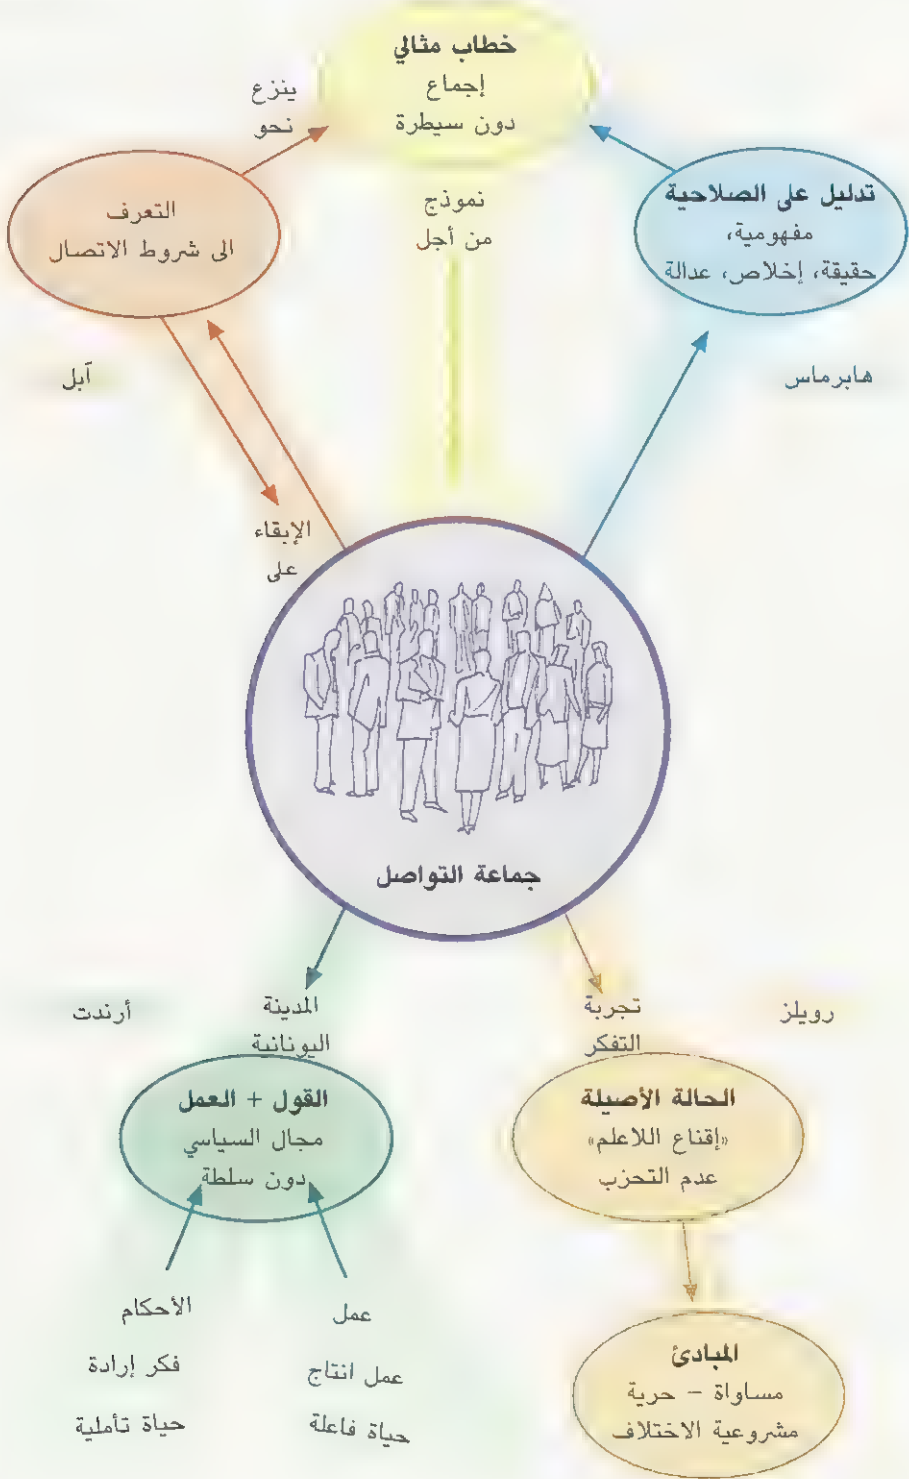 خطاب مثالي
إجماع
دون سيطرة
ينزع
نحو
تدليل على الصلاحية
مفهومية،
حقيقة، إخلاص، عدالة
التعرف
الى شروط الاتصال
نموذج
من أجل
هابرماس
آبل
الإبقاء
على
جماعة التواصل
رويلز
تجربة
التفكر
المدينة
اليونانية
أرندت
الحالة الأصيلة
«إقناع اللاعلم»
عدم التحزب
القول + العمل
مجال السياسي
دون سلطة
عمل
عمل انتاج
حياة فاعلة
الأحكام
فكر إرادة
حياة تأملية
المبادئ
مساواة - حرية
مشروعية الاختلاف